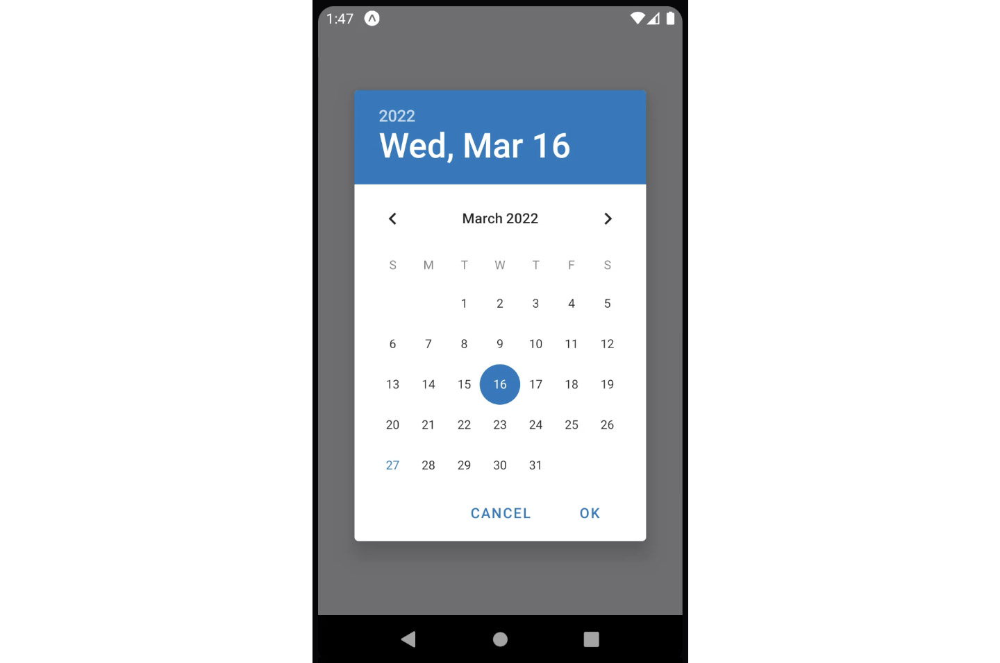 1:47
2022
Wed, Mar 16
March 2022
S M T W T F S
1 2 3 4 5
6 7 8 9 10 11 12
13 14 15 16 17 18 19
20 21 22 23 24 25 26
27 28 29 30 31
CANCEL OK